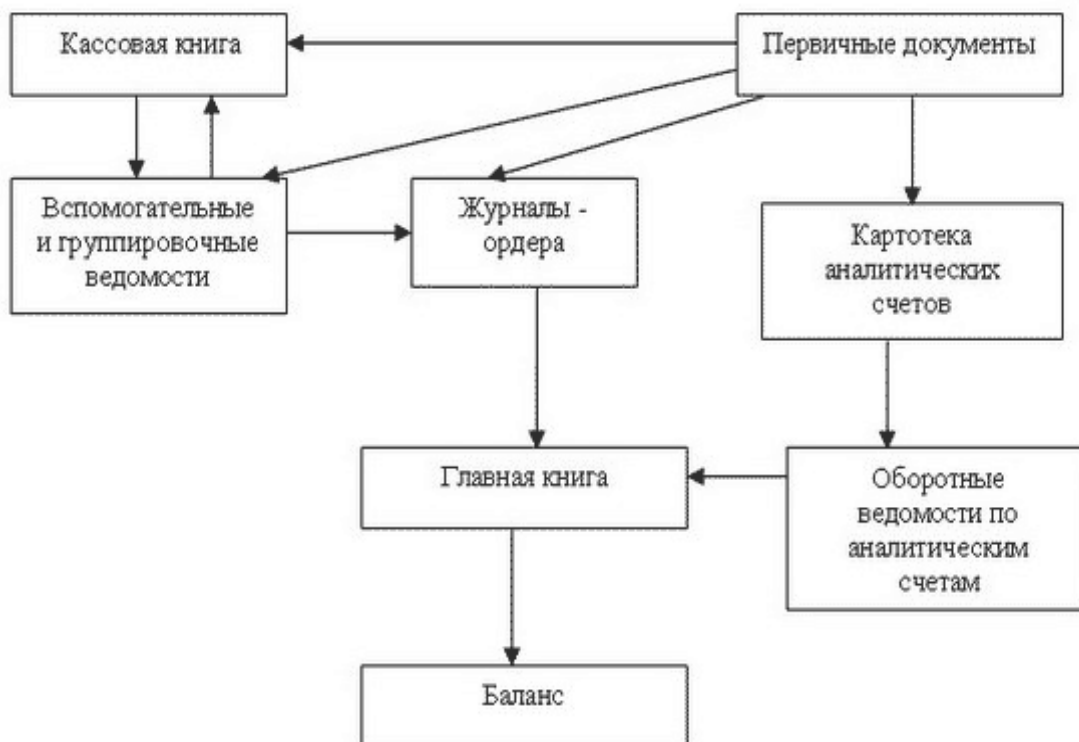 Кассовая книга
Первичные документы
Вспомогательные
и группировочные
ведомости
Журналы -
ордера
Картотека
аналитических
счетов
Главная книга
Оборотные
ведомости по
аналитическим
счетам
Баланс